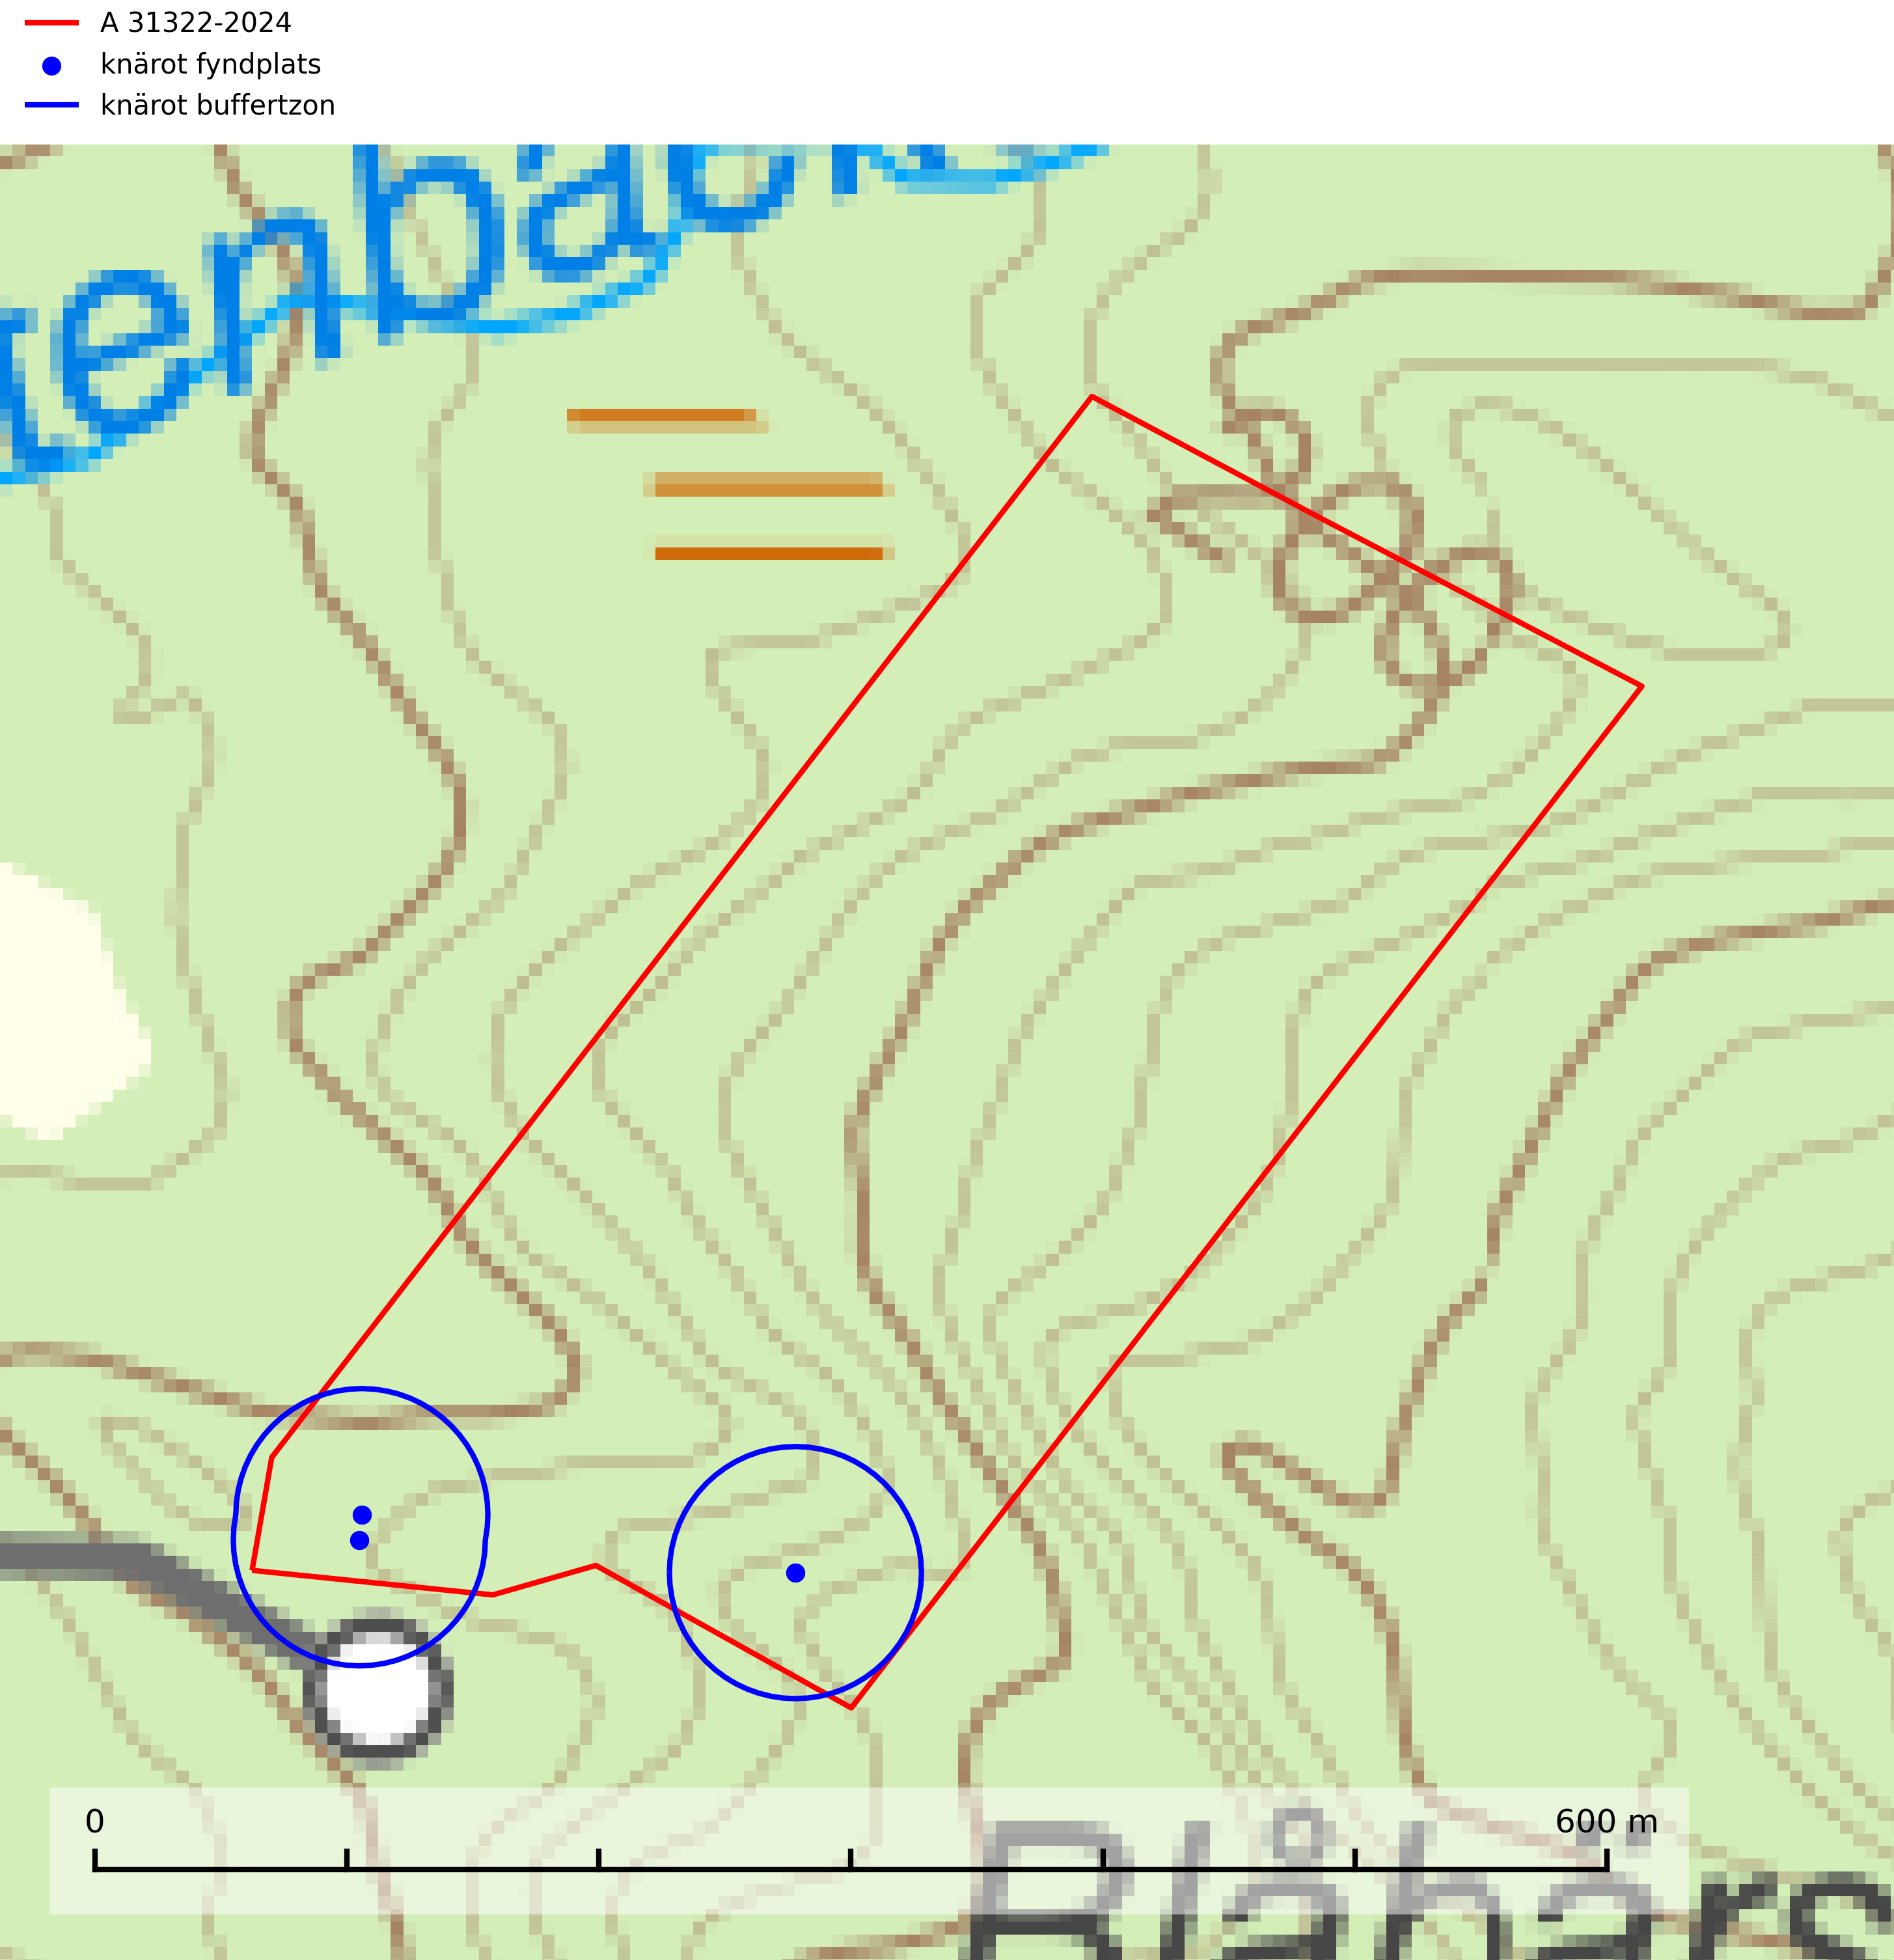 A 31322-2024
knärot fyndplats
knärot buffertzon
0
600 m